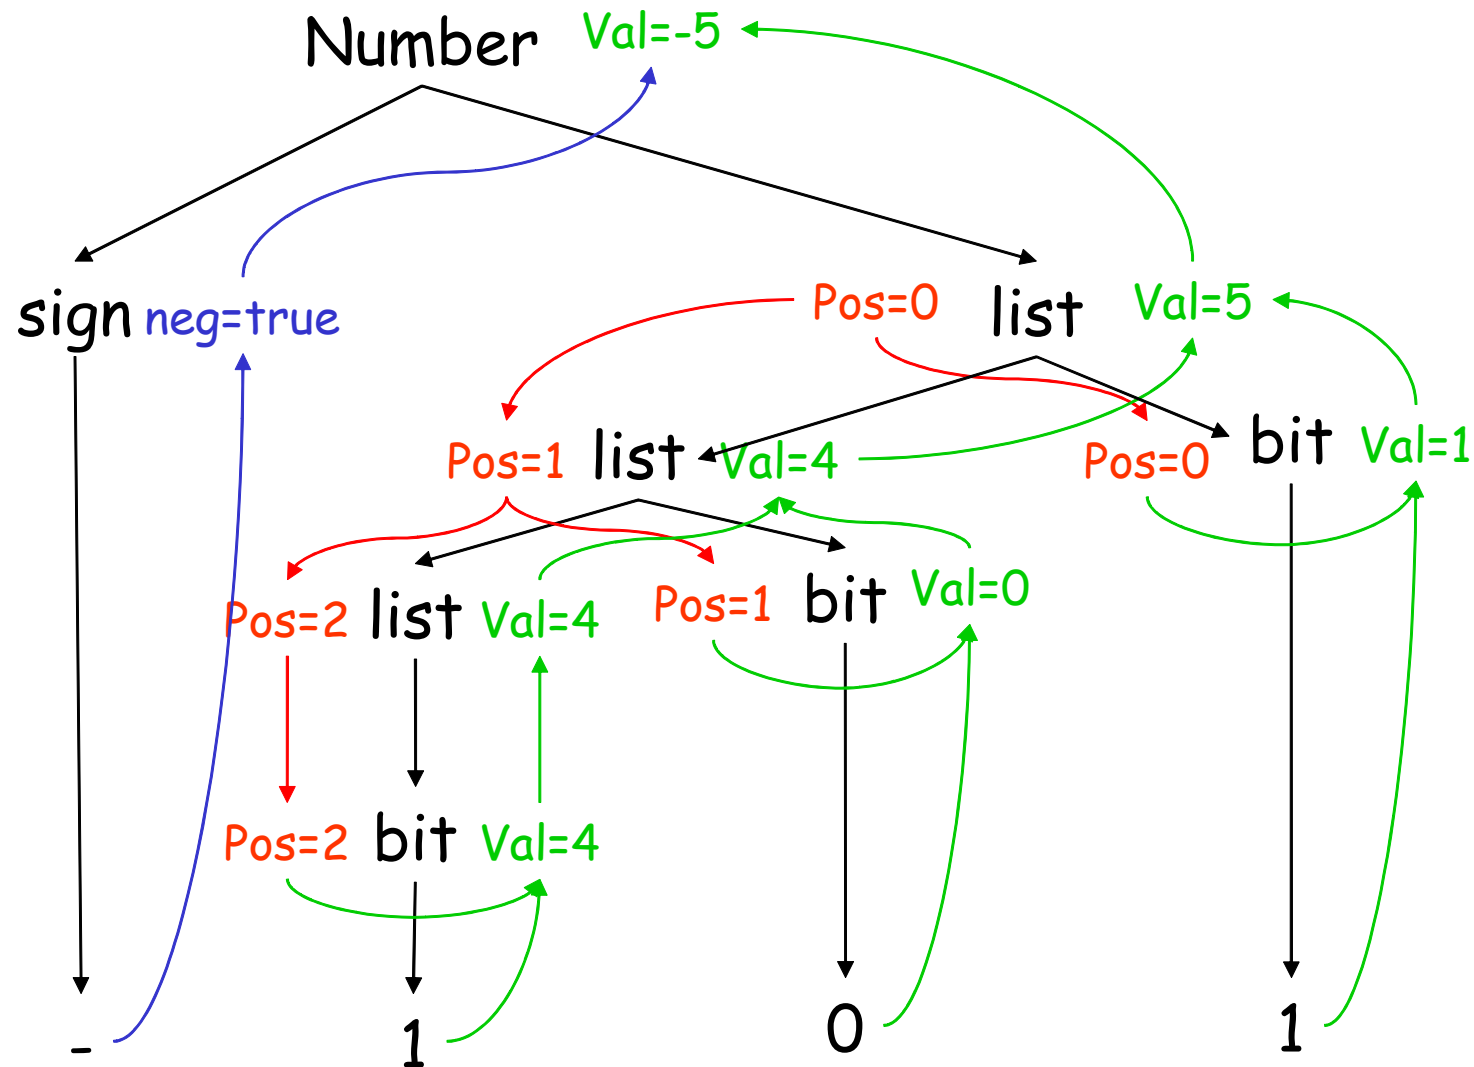 Number Val=-5
sign neg=true Pos=0 list Val=5
Pos=1 list Val=4 Pos=0 bit Val=1
Pos=2 list Val=4 Pos=1 bit Val=0
Pos=2 bit Val=4
- 1 0 1